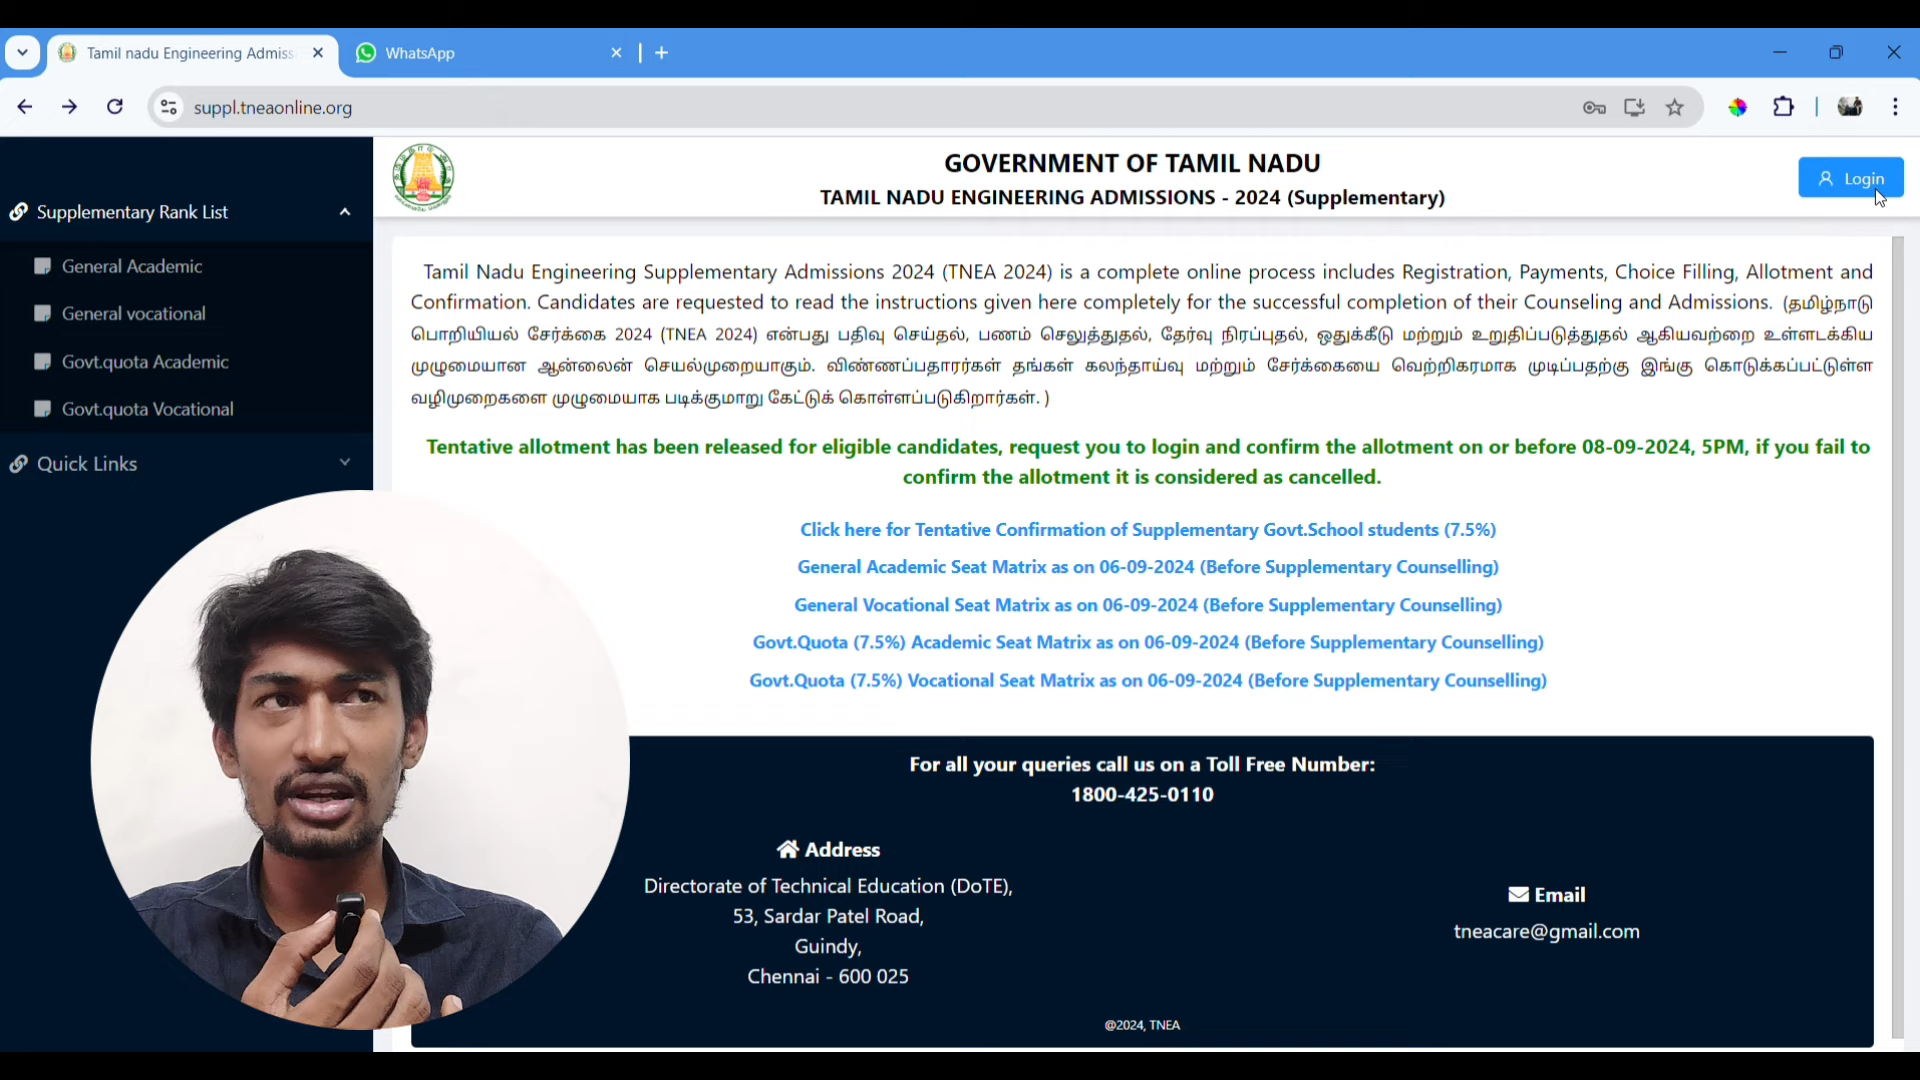 Tamil nadu Engineering Admiss
WhatsApp
suppl.tneaonline.org
GOVERNMENT OF TAMIL NADU
TAMIL NADU ENGINEERING ADMISSIONS - 2024 (Supplementary)
Login
Supplementary Rank List
General Academic
General vocational
Govt.quota Academic
Govt.quota Vocational
Quick Links
Tamil Nadu Engineering Supplementary Admissions 2024 (TNEA 2024) is a complete online process includes Registration, Payments, Choice Filling, Allotment and
Confirmation. Candidates are requested to read the instructions given here completely for the successful completion of their Counseling and Admissions. (தமிழ்நாடு
பொறியியல் சேர்க்கை 2024 (TNEA 2024) என்பது பதிவு செய்தல், பணம் செலுத்துதல், தேர்வு நிரப்புதல், ஒதுக்கீடு மற்றும் உறுதிப்படுத்துதல் ஆகியவற்றை உள்ளடக்கிய
முழுமையான ஆன்லைன் செயல்முறையாகும். விண்ணப்பதாரர்கள் தங்கள் கலந்தாய்வு மற்றும் சேர்க்கையை வெற்றிகரமாக முடிப்பதற்கு இங்கு கொடுக்கப்பட்டுள்ள
வழிமுறைகளை முழுமையாக படிக்குமாறு கேட்டுக் கொள்ளப்படுகிறார்கள். )
Tentative allotment has been released for eligible candidates, request you to login and confirm the allotment on or before 08-09-2024, 5PM, if you fail to
confirm the allotment it is considered as cancelled.
Click here for Tentative Confirmation of Supplementary Govt.School students (7.5%)
General Academic Seat Matrix as on 06-09-2024 (Before Supplementary Counselling)
General Vocational Seat Matrix as on 06-09-2024 (Before Supplementary Counselling)
Govt.Quota (7.5%) Academic Seat Matrix as on 06-09-2024 (Before Supplementary Counselling)
Govt.Quota (7.5%) Vocational Seat Matrix as on 06-09-2024 (Before Supplementary Counselling)
For all your queries call us on a Toll Free Number:
1800-425-0110
Address
Directorate of Technical Education (DoTE),
53, Sardar Patel Road,
Guindy,
Chennai - 600 025
Email
tneacare@gmail.com
@2024, TNEA